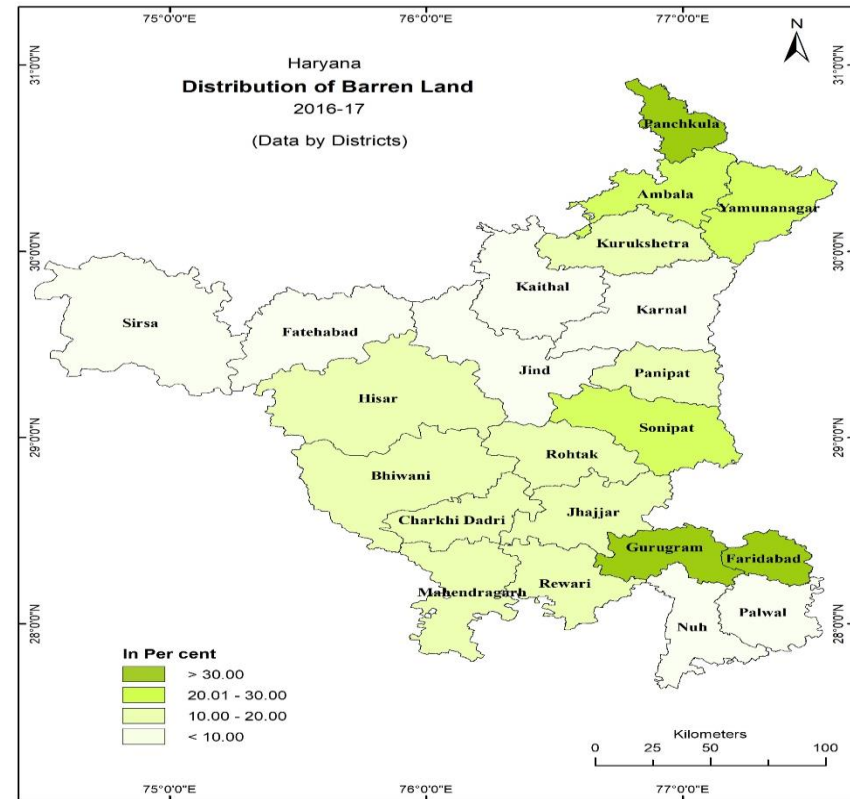 75°0'0"E
76°0'0"E
77°0'0"E
N
31°0'0"N
31°0'0"N
Haryana
Distribution of Barren Land
2016-17
(Data by Districts)
Panchkula
Ambala
Yamunanagar
Kurukshetra
30°0'0"N
30°0'0"N
Kaithal
Karnal
Sirsa
Fatehabad
Jind
Panipat
Hisar
Sonipat
29°0'0"N
29°0'0"N
Rohtak
Bhiwani
Jhajjar
Charkhi Dadri
Gurugram
Faridabad
Rewari
Mahendragarh
Palwal
Nuh
28°0'0"N
28°0'0"N
In Per cent
> 30.00
20.01 - 30.00
10.00 - 20.00
< 10.00
Kilometers
0 25 50 100
75°0'0"E
76°0'0"E
77°0'0"E